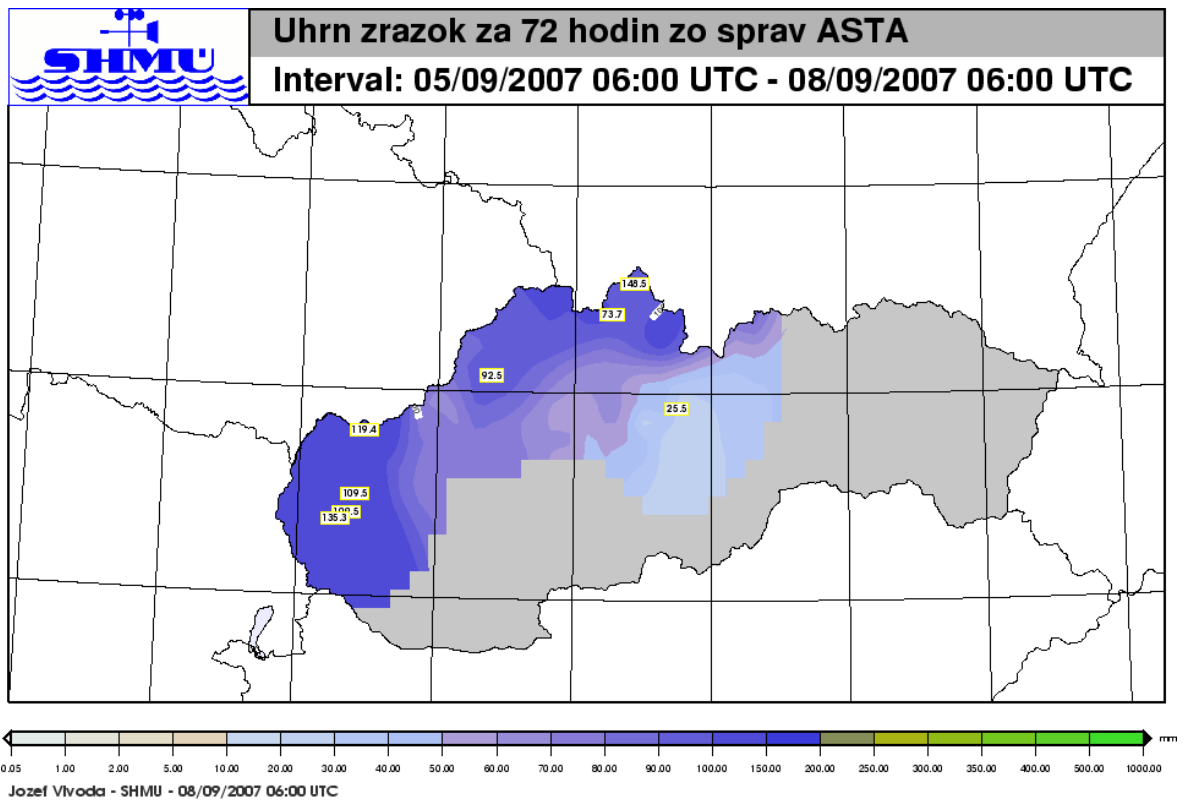 SHMU
Uhrn zrazok za 72 hodin zo sprav ASTA
Interval: 05/09/2007 06:00 UTC - 08/09/2007 06:00 UTC
148.5
73.7
92.5
25.5
119.4
109.5
135.3
0.05 1.00 2.00 5.00 10.00 20.00 30.00 40.00 50.00 60.00 70.00 80.00 90.00 100.00 150.00 200.00 250.00 300.00 350.00 400.00 500.00 1000.00 mm
Jozef Vivoda - SHMU - 08/09/2007 06:00 UTC